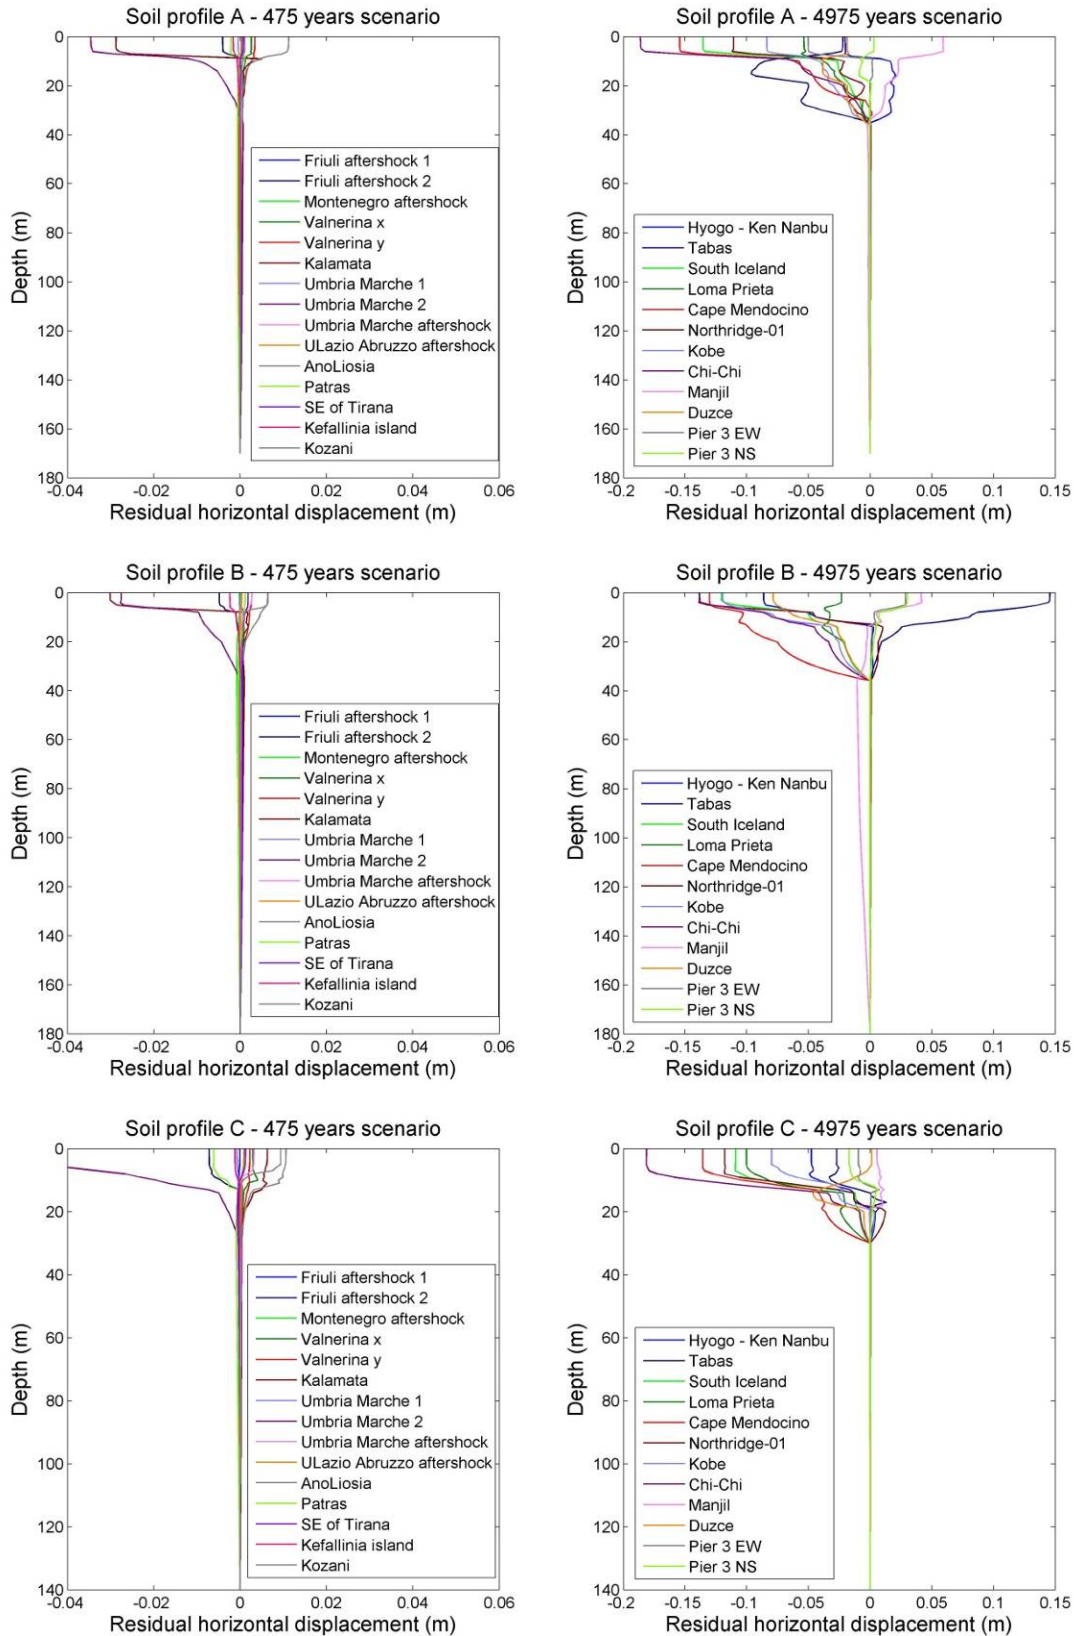 Soil profile A - 475 years scenario
0
20
40
60
80
100
120
140
160
180
Depth (m)
-0.04
-0.02
0
0.02
0.04
0.06
Residual horizontal displacement (m)
Friuli aftershock 1
Friuli aftershock 2
Montenegro aftershock
Valnerina x
Valnerina y
Kalamata
Umbria Marche 1
Umbria Marche 2
Umbria Marche aftershock
ULazio Abruzzo aftershock
AnoLiosia
Patras
SE of Tirana
Kefallinia island
Kozani
Soil profile A - 4975 years scenario
0
20
40
60
80
100
120
140
160
180
Depth (m)
-0.2
-0.15
-0.1
-0.05
0
0.05
0.1
0.15
Residual horizontal displacement (m)
Hyogo - Ken Nanbu
Tabas
South Iceland
Loma Prieta
Cape Mendocino
Northridge-01
Kobe
Chi-Chi
Manjil
Duzce
Pier 3 EW
Pier 3 NS
Soil profile B - 475 years scenario
0
20
40
60
80
100
120
140
160
180
Depth (m)
-0.04
-0.02
0
0.02
0.04
0.06
Residual horizontal displacement (m)
Friuli aftershock 1
Friuli aftershock 2
Montenegro aftershock
Valnerina x
Valnerina y
Kalamata
Umbria Marche 1
Umbria Marche 2
Umbria Marche aftershock
ULazio Abruzzo aftershock
AnoLiosia
Patras
SE of Tirana
Kefallinia island
Kozani
Soil profile B - 4975 years scenario
0
20
40
60
80
100
120
140
160
180
Depth (m)
-0.2
-0.15
-0.1
-0.05
0
0.05
0.1
0.15
Residual horizontal displacement (m)
Hyogo - Ken Nanbu
Tabas
South Iceland
Loma Prieta
Cape Mendocino
Northridge-01
Kobe
Chi-Chi
Manjil
Duzce
Pier 3 EW
Pier 3 NS
Soil profile C - 475 years scenario
0
20
40
60
80
100
120
140
Depth (m)
-0.04
-0.02
0
0.02
0.04
0.06
Residual horizontal displacement (m)
Friuli aftershock 1
Friuli aftershock 2
Montenegro aftershock
Valnerina x
Valnerina y
Kalamata
Umbria Marche 1
Umbria Marche 2
Umbria Marche aftershock
ULazio Abruzzo aftershock
AnoLiosia
Patras
SE of Tirana
Kefallinia island
Kozani
Soil profile C - 4975 years scenario
0
20
40
60
80
100
120
140
Depth (m)
-0.2
-0.15
-0.1
-0.05
0
0.05
0.1
0.15
Residual horizontal displacement (m)
Hyogo - Ken Nanbu
Tabas
South Iceland
Loma Prieta
Cape Mendocino
Northridge-01
Kobe
Chi-Chi
Manjil
Duzce
Pier 3 EW
Pier 3 NS